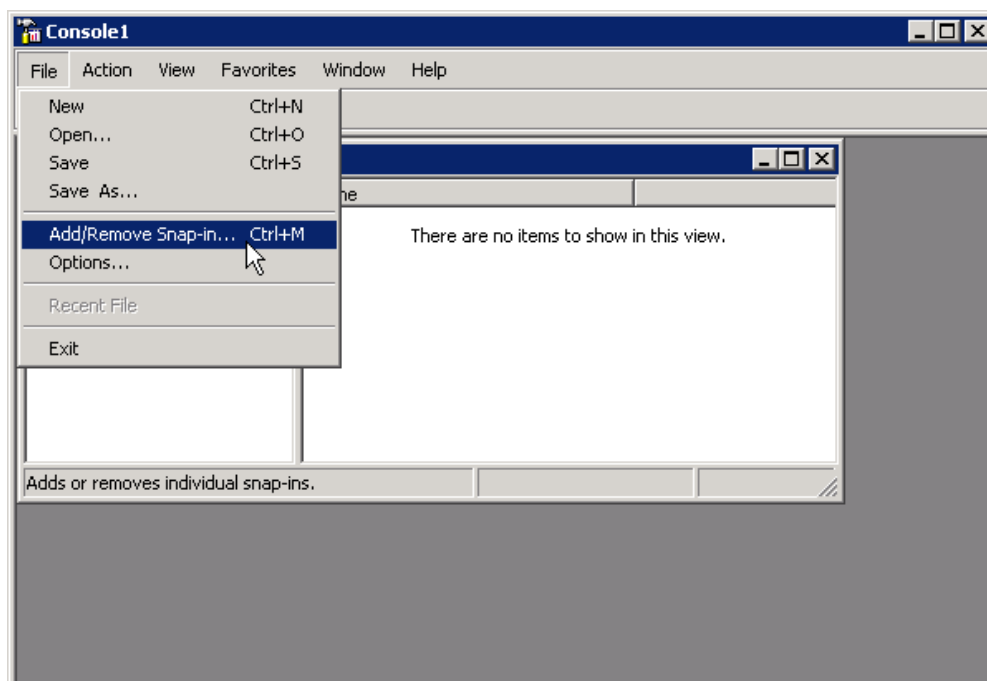 Console1
File Action View Favorites Window Help
New Ctrl+N
Open... Ctrl+O
Save Ctrl+S
Save As...
Add/Remove Snap-in... Ctrl+M
Options...
Recent File
Exit
There are no items to show in this view.
Adds or removes individual snap-ins.